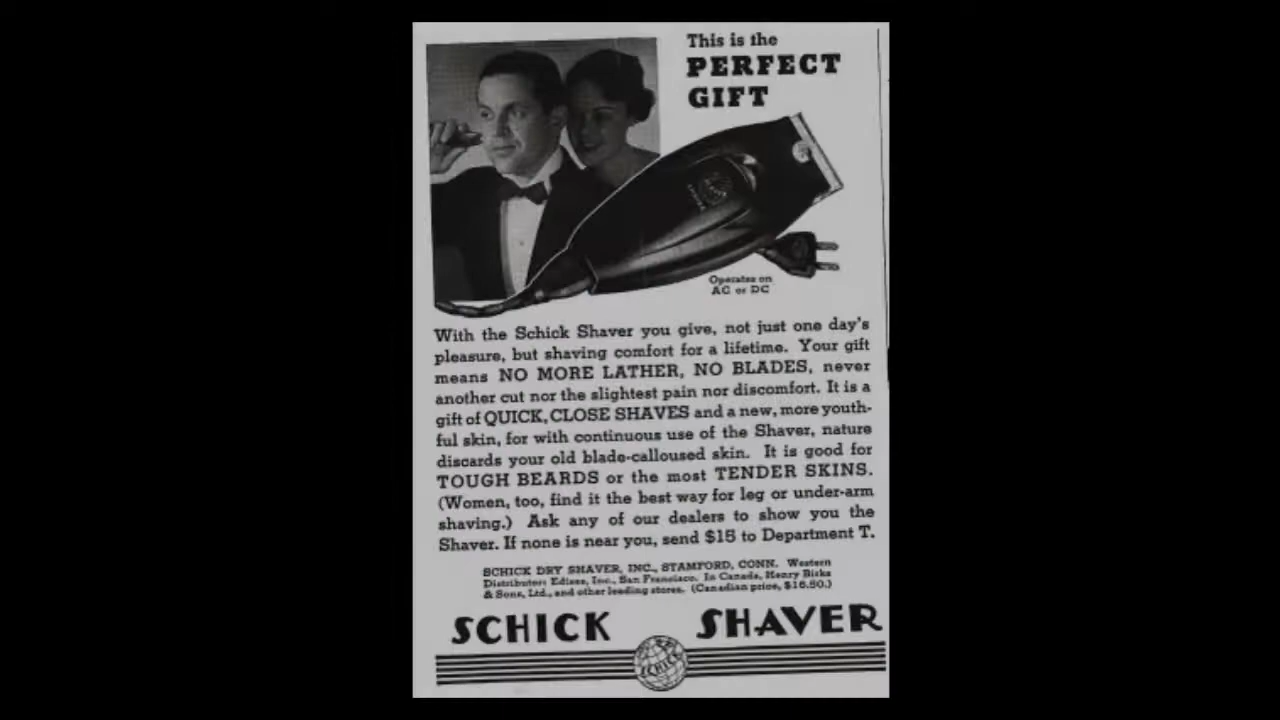 This is the
PERFECT
GIFT
Operates on
AC or DC
With the Schick Shaver you give, not just one day's
pleasure, but shaving comfort for a lifetime. Your gift
means NO MORE LATHER, NO BLADES, never
another cut nor the slightest pain nor discomfort. It is a
gift of QUICK, CLOSE SHAVES and a new, more youth-
ful skin, for with continuous use of the Shaver, nature
discards your old blade-calloused skin. It is good for
TOUGH BEARDS or the most TENDER SKINS.
(Women, too, find it the best way for leg or under-arm
shaving.) Ask any of our dealers to show you the
Shaver. If none is near you, send $15 to Department T.
SCHICK DRY SHAVER, INC., STAMFORD, CONN. Western
Distributors Edises, Inc., San Francisco. In Canada, Henry Birks
& Sons, Ltd., and other leading stores. (Canadian price, $16.50.)
SCHICK SHAVER
SCHICK